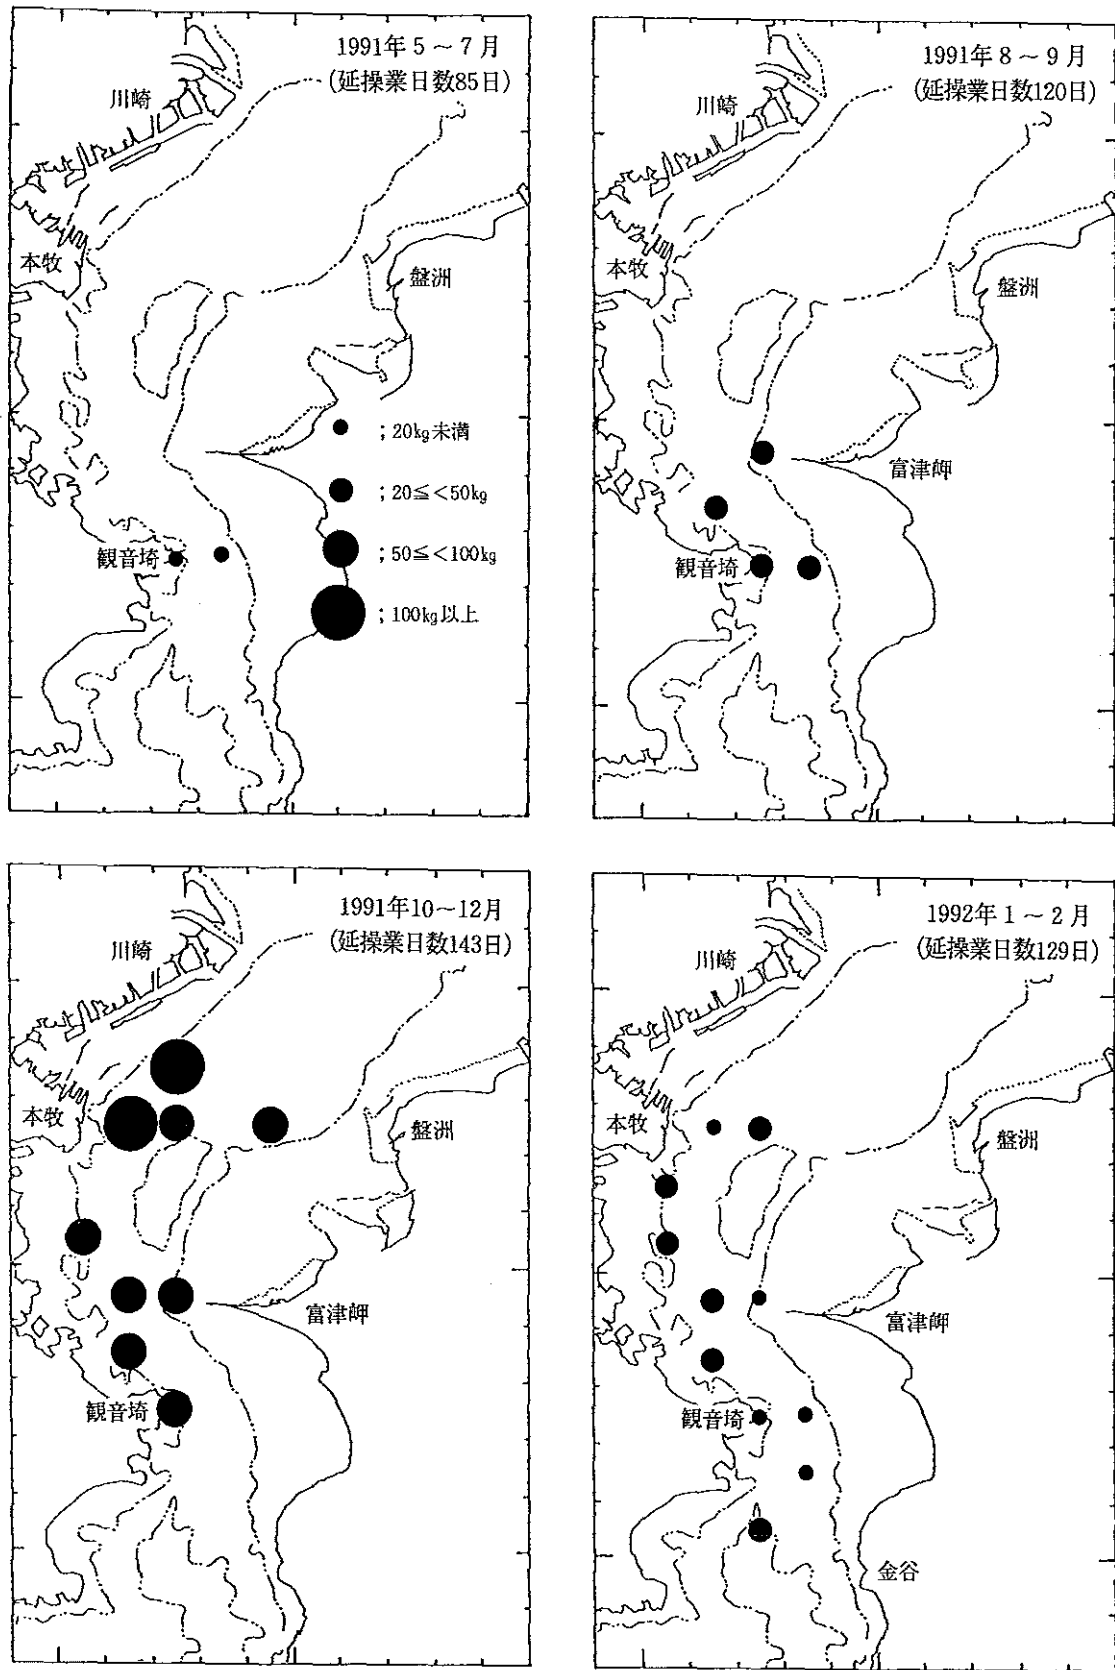 1991年5～7月
(延操業日数85日)
川崎
本牧
盤洲
；20kg未満
；20≦＜50kg
観音埼
；50≦＜100kg
；100kg以上
1991年8～9月
(延操業日数120日)
川崎
本牧
盤洲
富津岬
観音埼
1991年10～12月
(延操業日数143日)
川崎
本牧
盤洲
富津岬
観音埼
1992年1～2月
(延操業日数129日)
川崎
本牧
盤洲
富津岬
観音埼
金谷